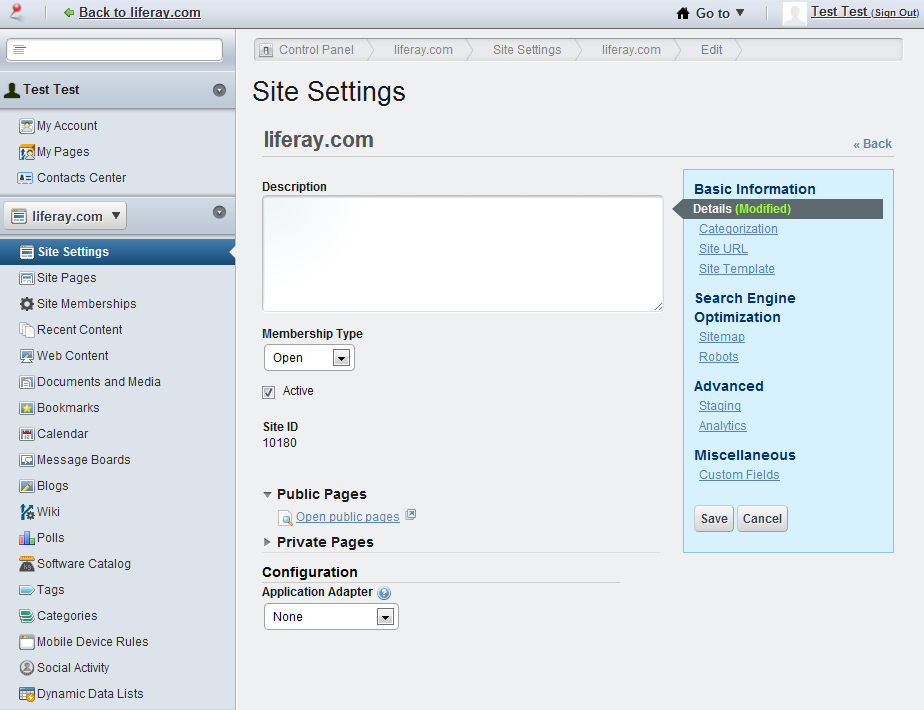 Back to liferay.com
Go to ▼
Test Test (Sign Out)
Test Test
My Account
My Pages
Contacts Center
liferay.com ▼
Site Settings
Site Pages
Site Memberships
Recent Content
Web Content
Documents and Media
Bookmarks
Calendar
Message Boards
Blogs
Wiki
Polls
Software Catalog
Tags
Categories
Mobile Device Rules
Social Activity
Dynamic Data Lists
Control Panel
liferay.com
Site Settings
liferay.com
Edit
Site Settings
liferay.com
« Back
Description
Membership Type
Open
Active
Site ID
10180
Public Pages
Open public pages
Private Pages
Configuration
Application Adapter
None
Basic Information
Details (Modified)
Categorization
Site URL
Site Template
Search Engine
Optimization
Sitemap
Robots
Advanced
Staging
Analytics
Miscellaneous
Custom Fields
Save
Cancel